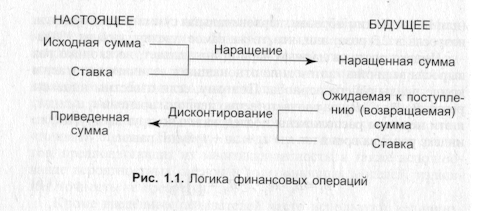 НАСТОЯЩЕЕ БУДУЩЕЕ
Исходная сумма
Наращение
Наращенная сумма
Ставка
Приведенная
сумма
Дисконтирование
Ожидаемая к поступле-
нию (возвращаемая)
сумма
Ставка
Рис. 1.1. Логика финансовых операций